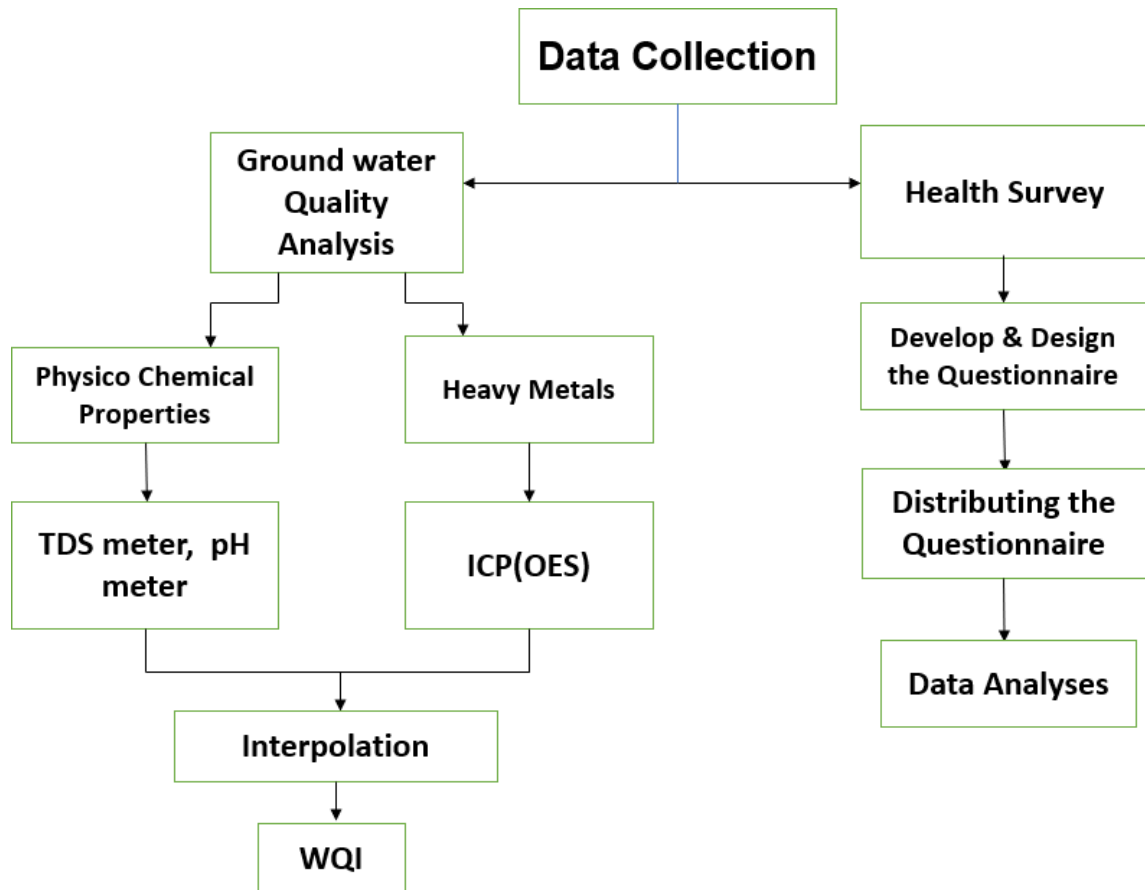 Data Collection
Ground water
Quality
Analysis
Health Survey
Physico Chemical
Properties
Heavy Metals
Develop & Design
the Questionnaire
TDS meter,  pH
meter
ICP(OES)
Distributing the
Questionnaire
Data Analyses
Interpolation
WQI